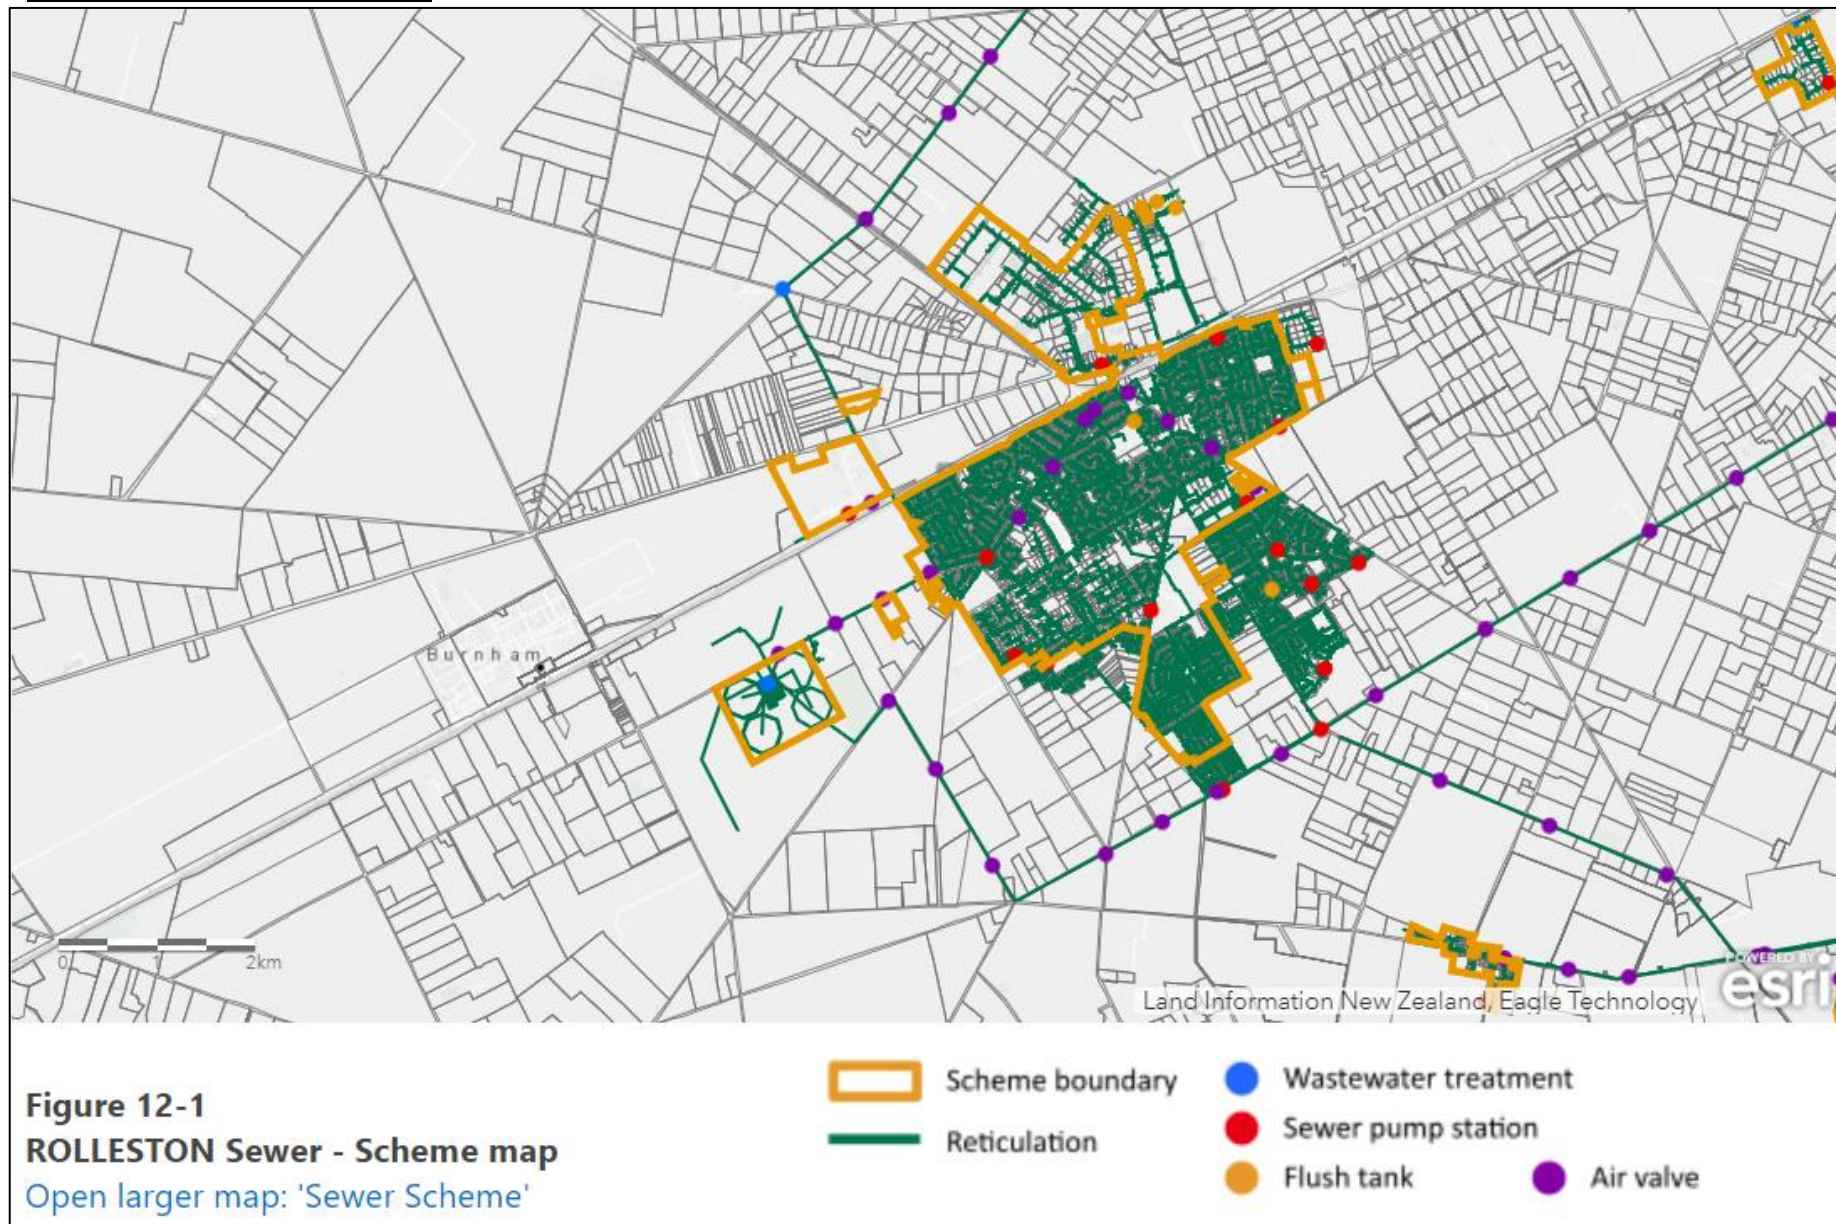 Burnham
0 1 2km
POWERED BY
esri
Land Information New Zealand, Eagle Technology
Figure 12-1
ROLLESTON Sewer - Scheme map
Open larger map: 'Sewer Scheme'
Scheme boundary
Reticulation
Wastewater treatment
Sewer pump station
Flush tank
Air valve